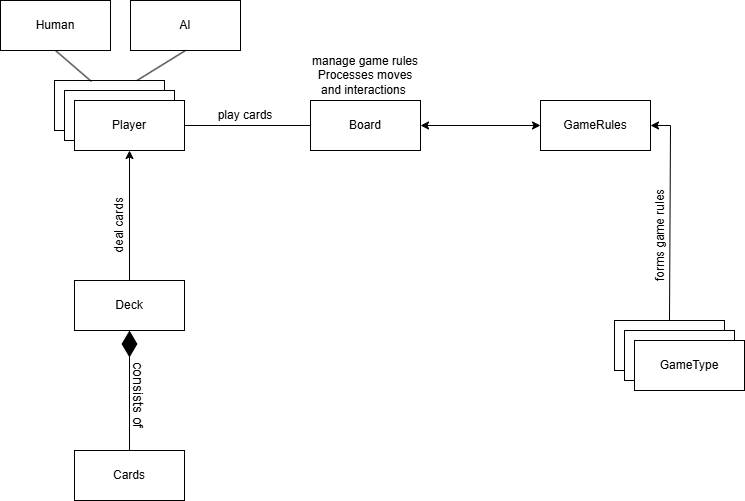 Human
AI
manage game rules
Processes moves
and interactions
Player
play cards
Board
GameRules
deal cards
forms game rules
Deck
GameType
consists of
Cards